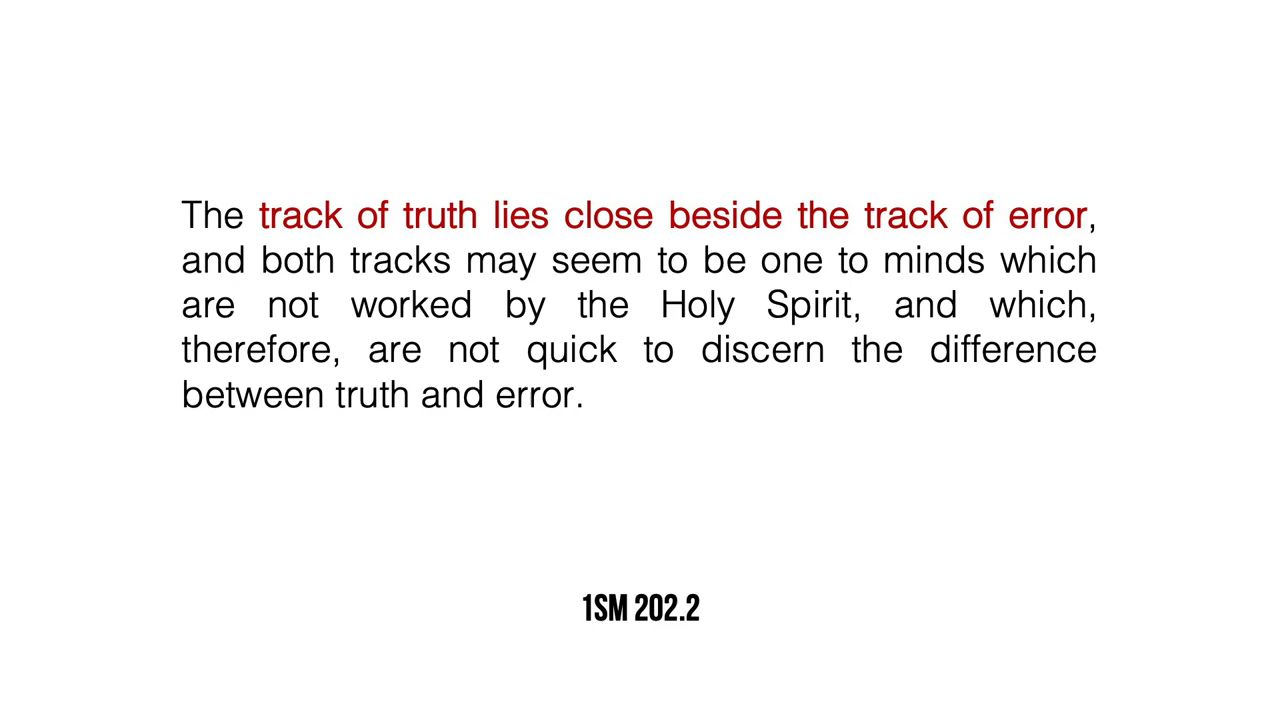 The track of truth lies close beside the track of error,
and both tracks may seem to be one to minds which
are not worked by the Holy Spirit, and which,
therefore, are not quick to discern the difference
between truth and error.
1SM 202.2